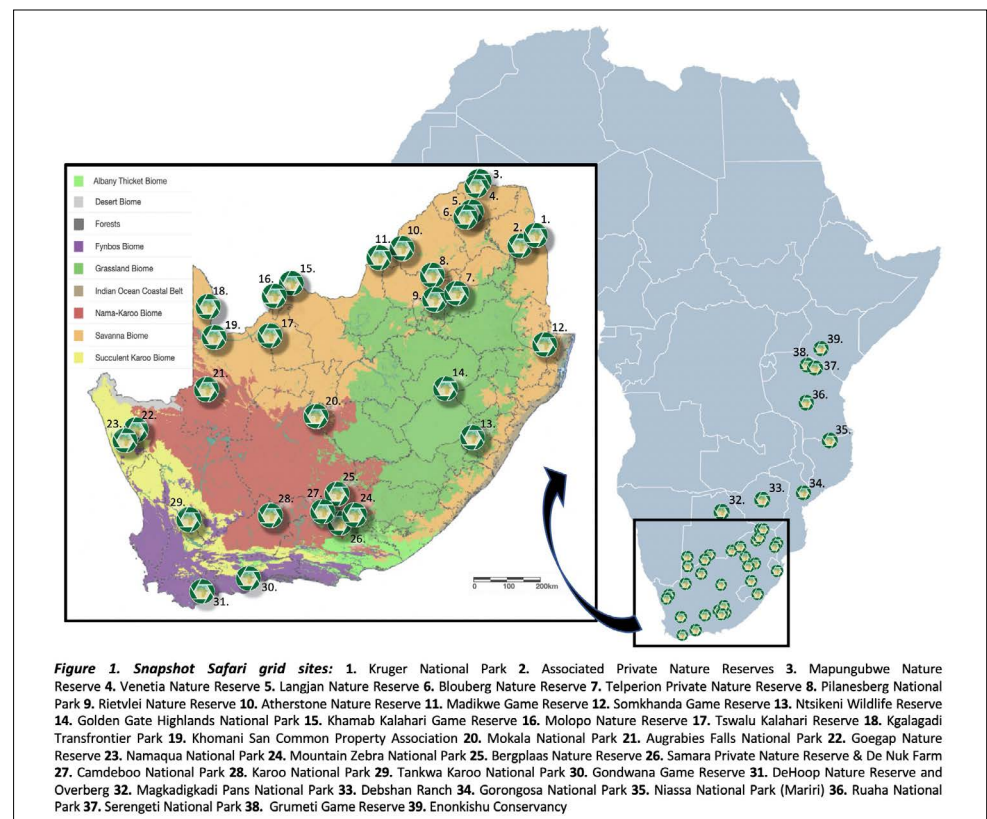 Albany Thicket Biome
Desert Biome
Forests
Fynbos Biome
Grassland Biome
Indian Ocean Coastal Belt
Nama-Karoo Biome
Savanna Biome
Succulent Karoo Biome
3.
4.
5.
6.
1.
2.
10.
11.
8.
7.
9.
15.
16.
18.
17.
19.
12.
21.
14.
20.
22.
23.
13.
25.
24.
27.
28.
26.
29.
30.
31.
0 100 200km
39.
38.
37.
36.
35.
34.
33.
32.
Figure 1. Snapshot Safari grid sites: 1. Kruger National Park 2. Associated Private Nature Reserves 3. Mapungubwe Nature
Reserve 4. Venetia Nature Reserve 5. Langjan Nature Reserve 6. Blouberg Nature Reserve 7. Telperion Private Nature Reserve 8. Pilanesberg National
Park 9. Rietvlei Nature Reserve 10. Atherstone Nature Reserve 11. Madikwe Game Reserve 12. Somkhanda Game Reserve 13. Ntsikeni Wildlife Reserve
14. Golden Gate Highlands National Park 15. Khamab Kalahari Game Reserve 16. Molopo Nature Reserve 17. Tswalu Kalahari Reserve 18. Kgalagadi
Transfrontier Park 19. Khomani San Common Property Association 20. Mokala National Park 21. Augrabies Falls National Park 22. Goegap Nature
Reserve 23. Namaqua National Park 24. Mountain Zebra National Park 25. Bergplaas Nature Reserve 26. Samara Private Nature Reserve & De Nuk Farm
27. Camdeboo National Park 28. Karoo National Park 29. Tankwa Karoo National Park 30. Gondwana Game Reserve 31. DeHoop Nature Reserve and
Overberg 32. Magkadigkadi Pans National Park 33. Debshan Ranch 34. Gorongosa National Park 35. Niassa National Park (Mariri) 36. Ruaha National
Park 37. Serengeti National Park 38. Grumeti Game Reserve 39. Enonkishu Conservancy